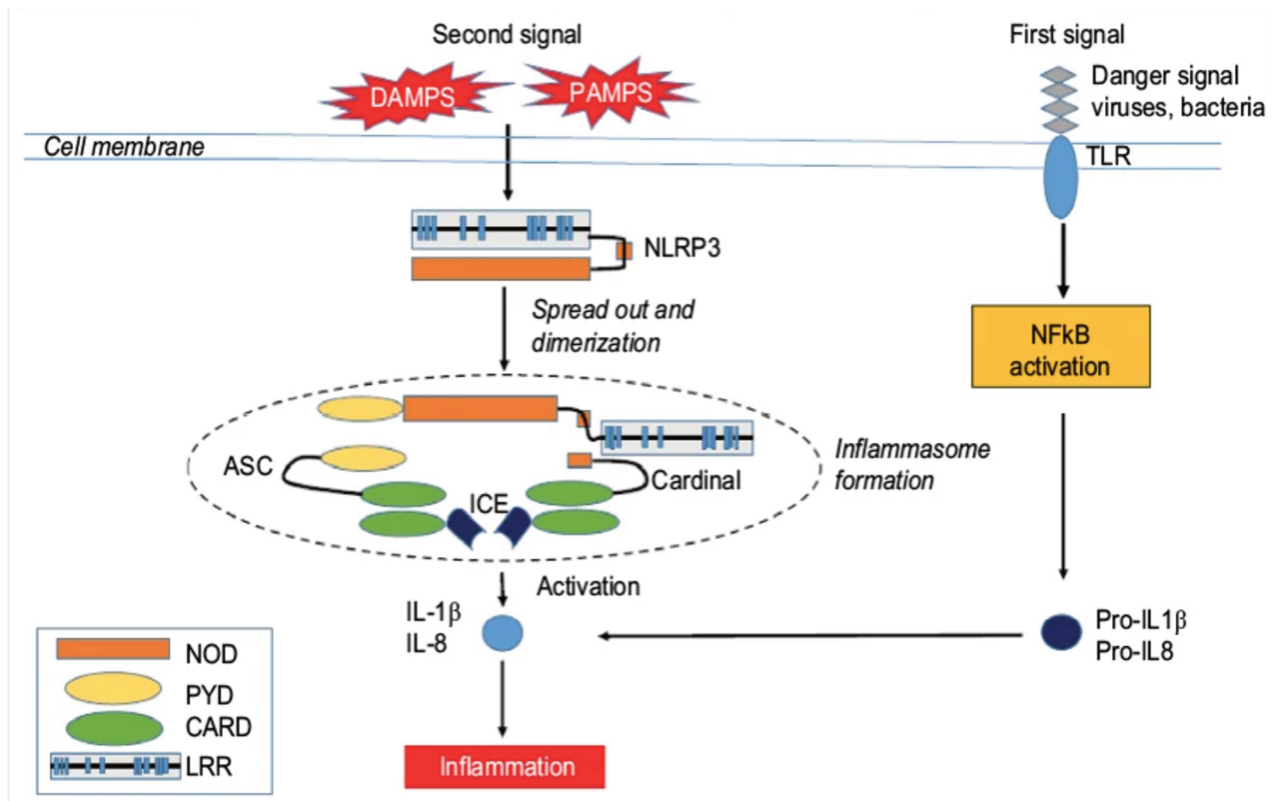 Second signal
First signal
DAMPS
PAMPS
Danger signal
viruses, bacteria
Cell membrane
TLR
NLRP3
Spread out and
dimerization
NFkB
activation
ASC
ICE
Cardinal
Inflammasome
formation
Activation
IL-1β
IL-8
Pro-IL1β
Pro-IL8
NOD
PYD
CARD
LRR
Inflammation